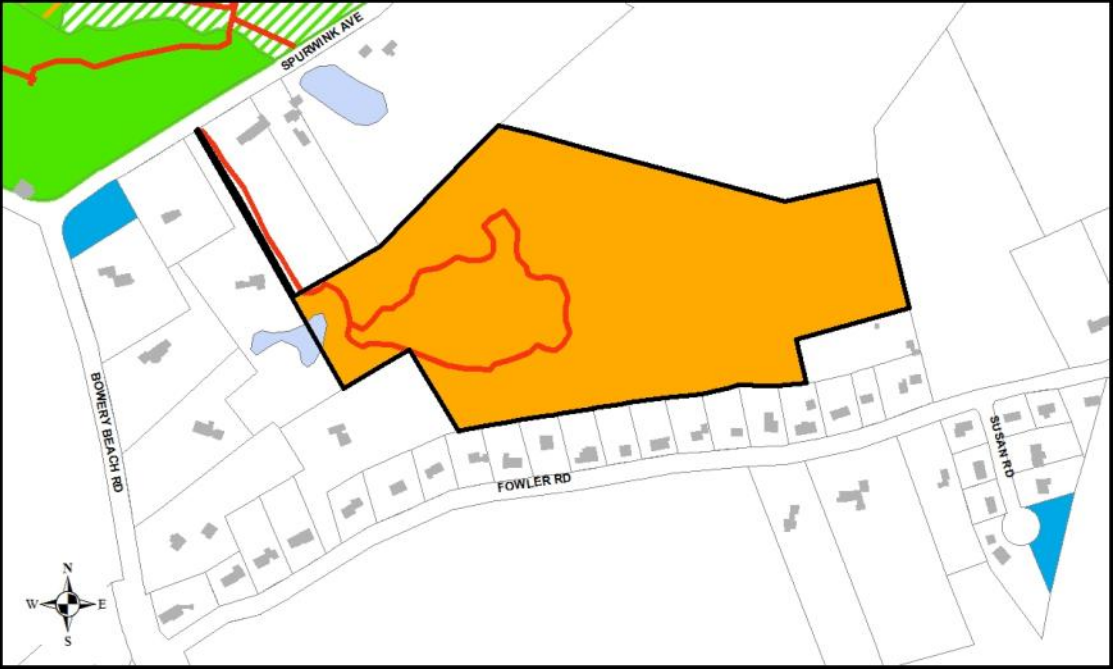 SPURWINK AVE
BOWERY BEACH RD
FOWLER RD
SUSAN RD
N
W E
S